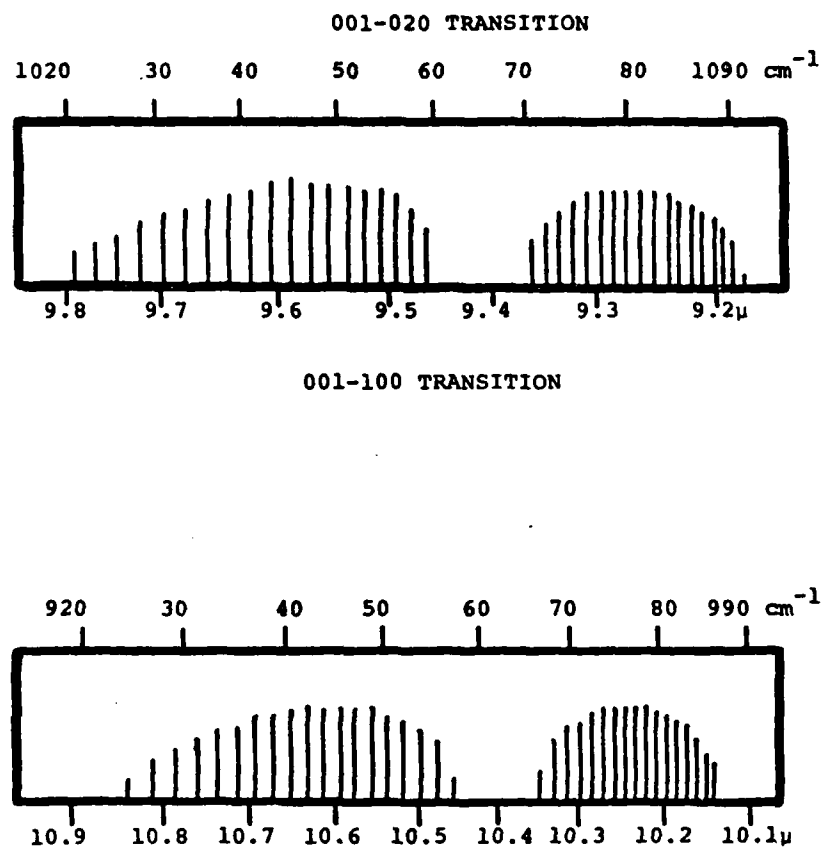 001-020 TRANSITION
1020 30 40 50 60 70 80 1090 cm⁻¹
9.8 9.7 9.6 9.5 9.4 9.3 9.2μ
001-100 TRANSITION
920 30 40 50 60 70 80 990 cm⁻¹
10.9 10.8 10.7 10.6 10.5 10.4 10.3 10.2 10.1μ